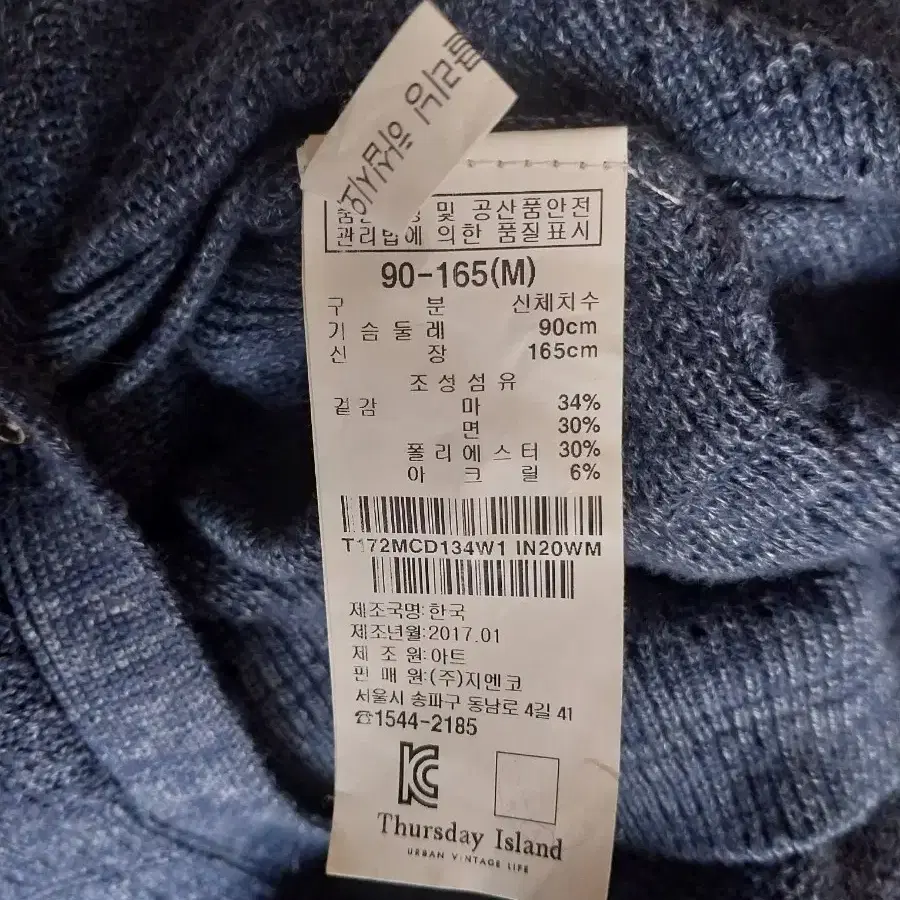 및 공산품안전
관리법에 의한 품질표시
90-165(M)
구 분 신체치수
가슴둘레 90cm
신 장 165cm
조성섬유
겉감 마 34%
면 30%
폴리에스터 30%
아크릴 6%
T172MCD134W1 IN20WM
제조국명:한국
제조년월:2017.01
제 조 원:아트
판 매 원:(주)지엔코
서울시 송파구 동남로 4길 41
☎1544-2185
KC
Thursday Island
URBAN VINTAGE LIFE